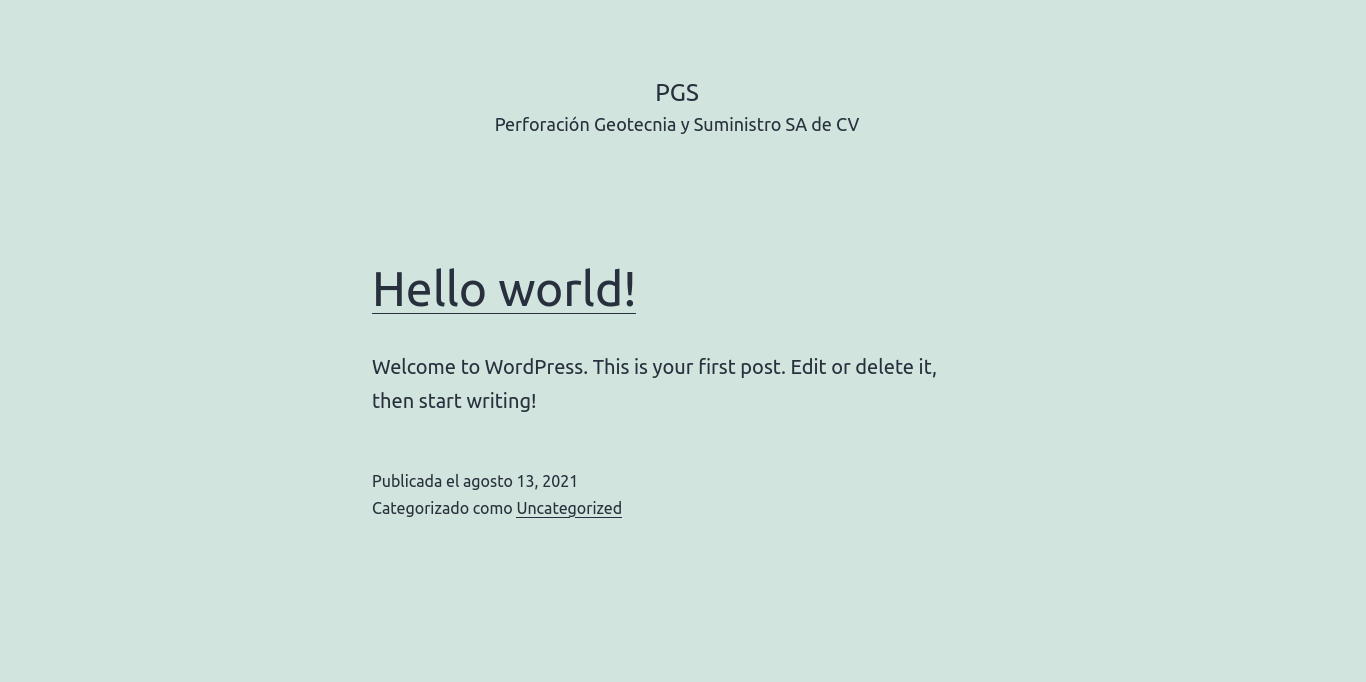 PGS
Perforación Geotecnia y Suministro SA de CV
Hello world!
Welcome to WordPress. This is your first post. Edit or delete it,
then start writing!
Publicada el agosto 13, 2021
Categorizado como Uncategorized